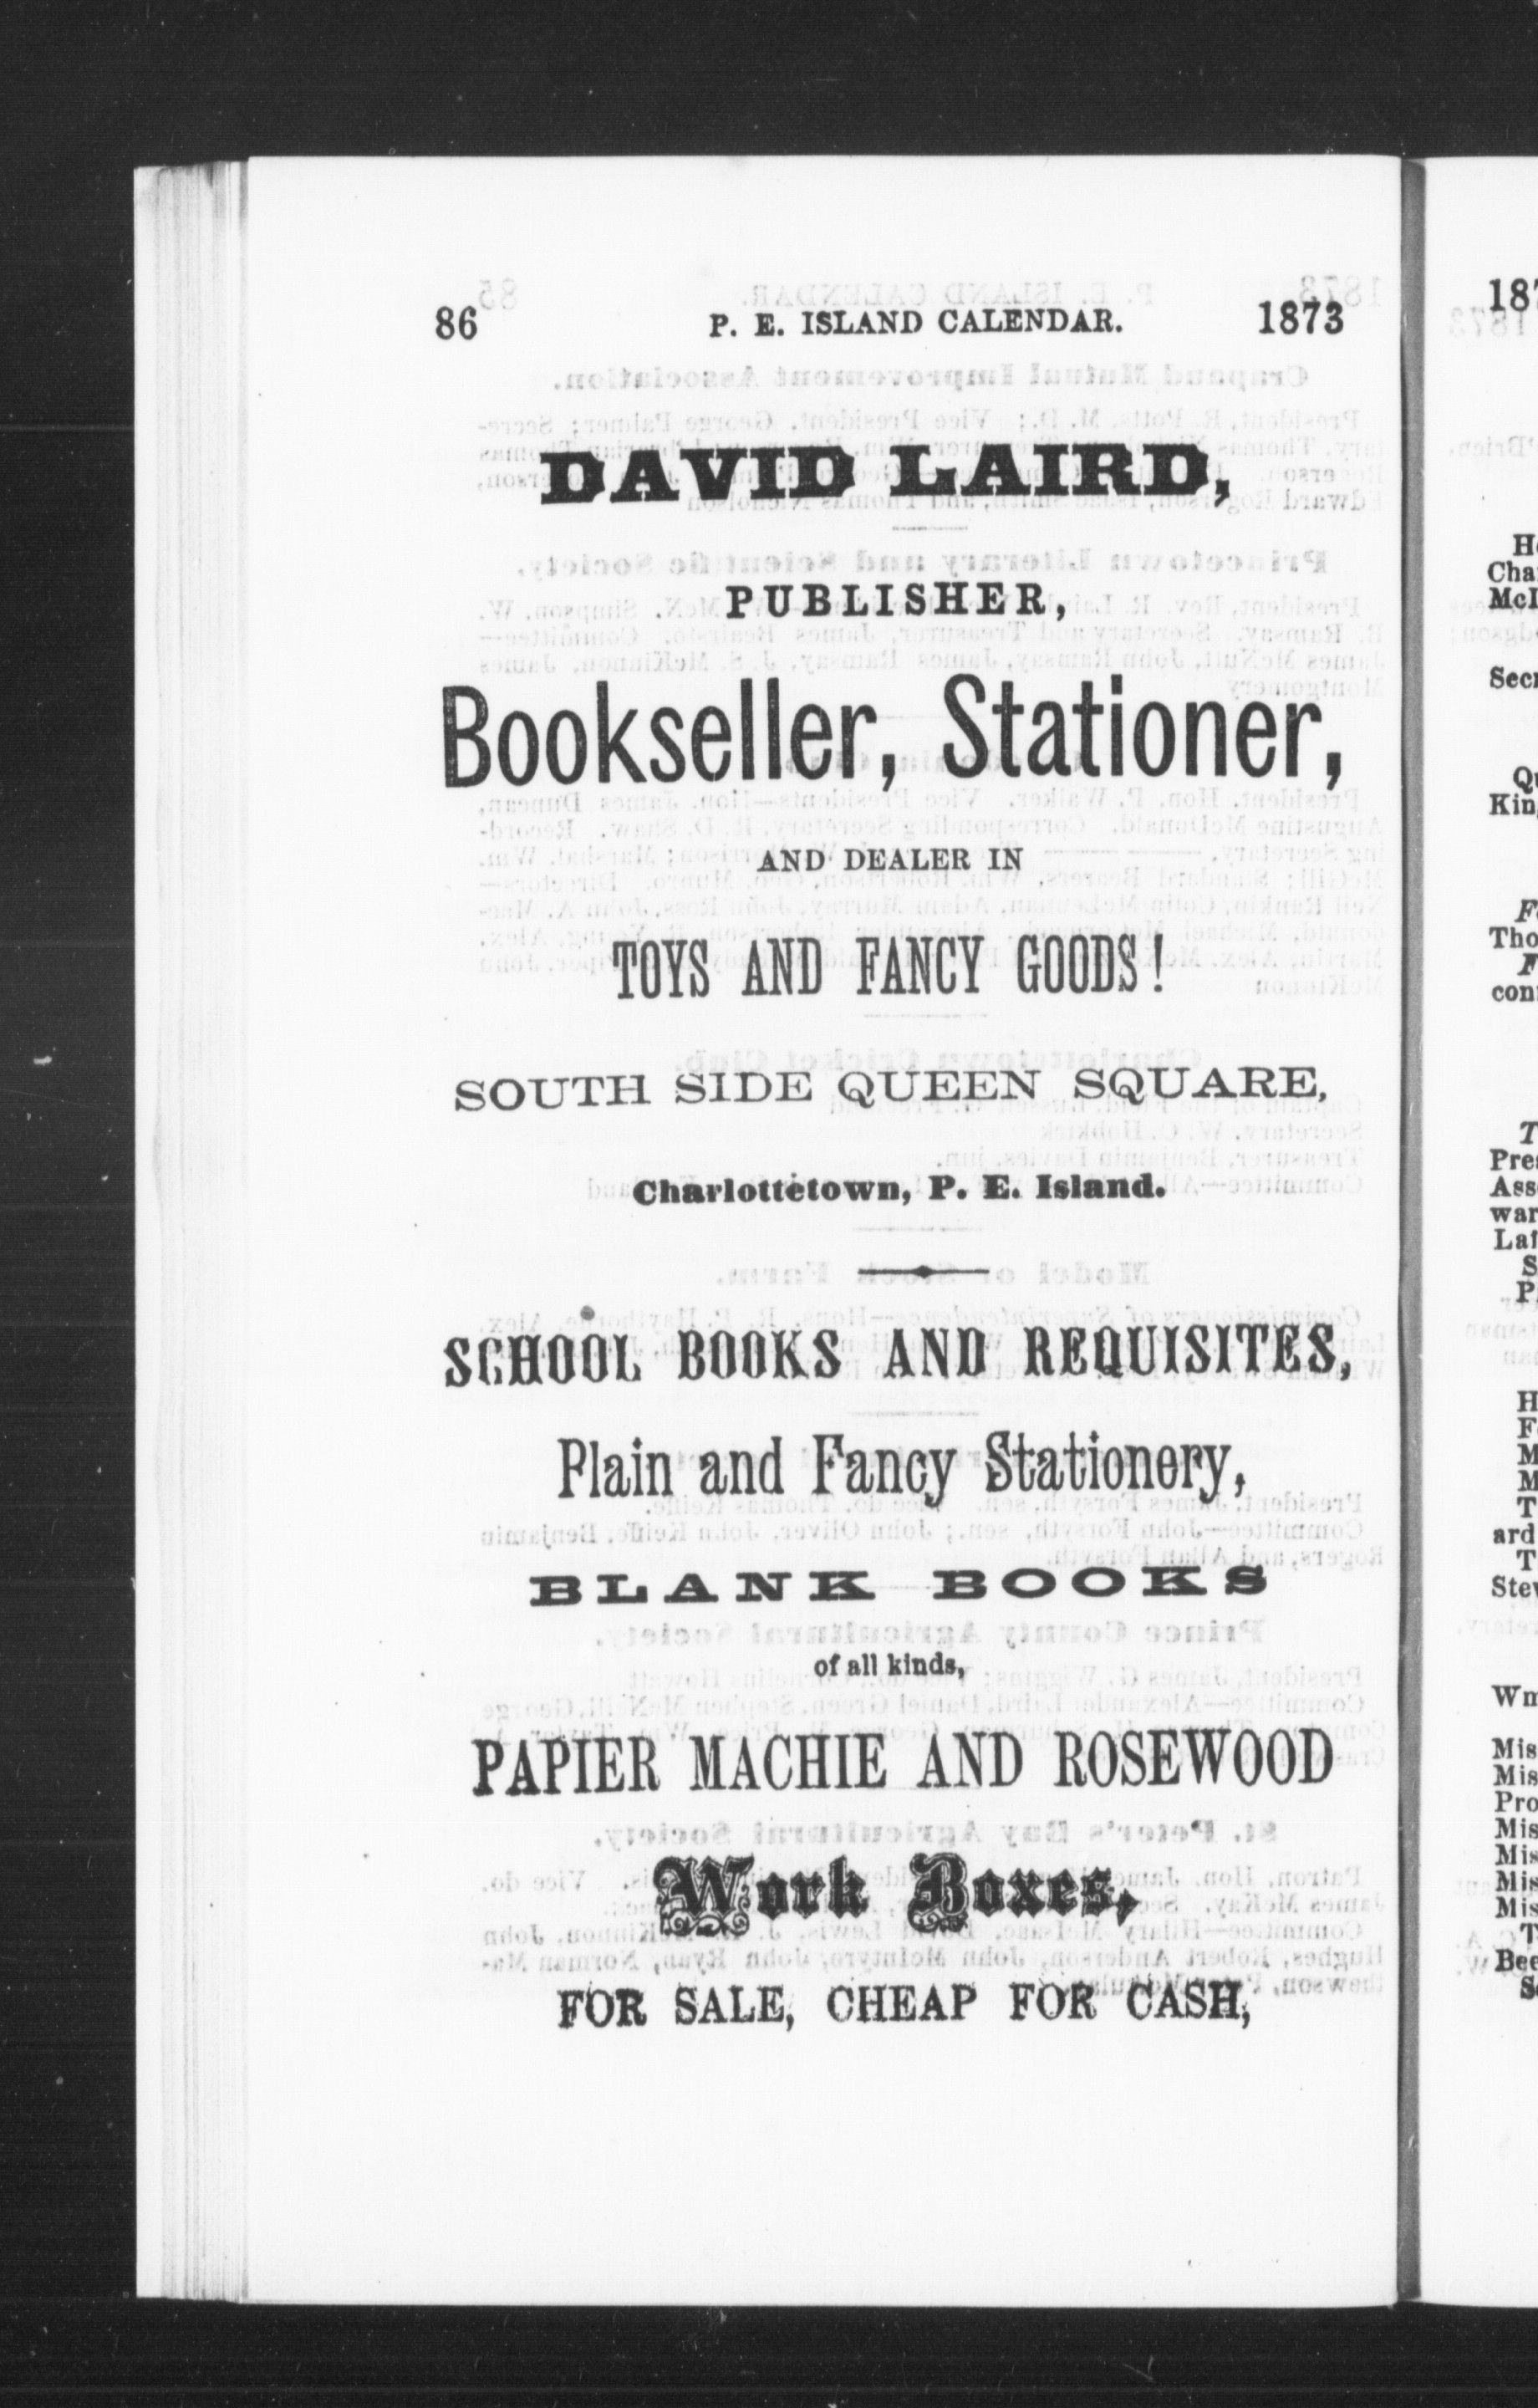 86 P. E. ISLAND CALENDAR. 1873
DAVID LAIRD,
PUBLISHER,
Bookseller, Stationer,
AND DEALER IN
TOYS AND FANCY GOODS!
SOUTH SIDE QUEEN SQUARE,
Charlottetown, P. E. Island.
SCHOOL BOOKS AND REQUISITES,
Plain and Fancy Stationery,
BLANK BOOKS
of all kinds,
PAPIER MACHIE AND ROSEWOOD
Work Boxes,
FOR SALE, CHEAP FOR CASH,